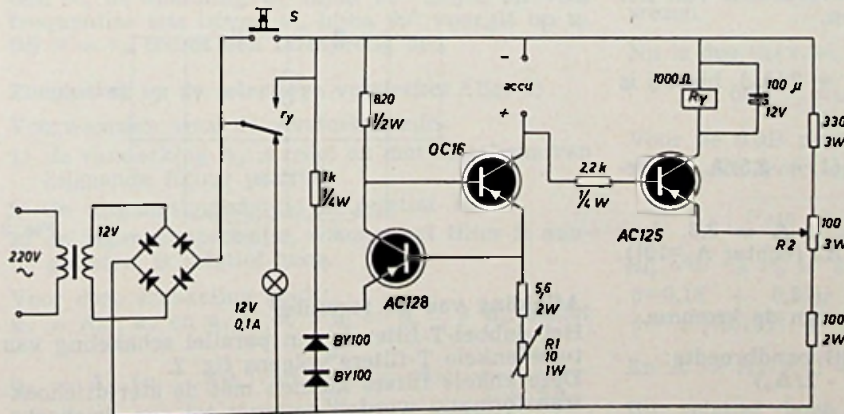 S
−
accu
+
1000 Ω
Ry
100 µ
12V
ry
820
1/2W
OC16
330
3W
1k
1/4 W
2,2 k
1/4 W
12V
220V
~
AC125
R2
100
3W
AC128
12V
0,1A
5,6
2W
BY100
R1
10
1W
100
2W
BY100